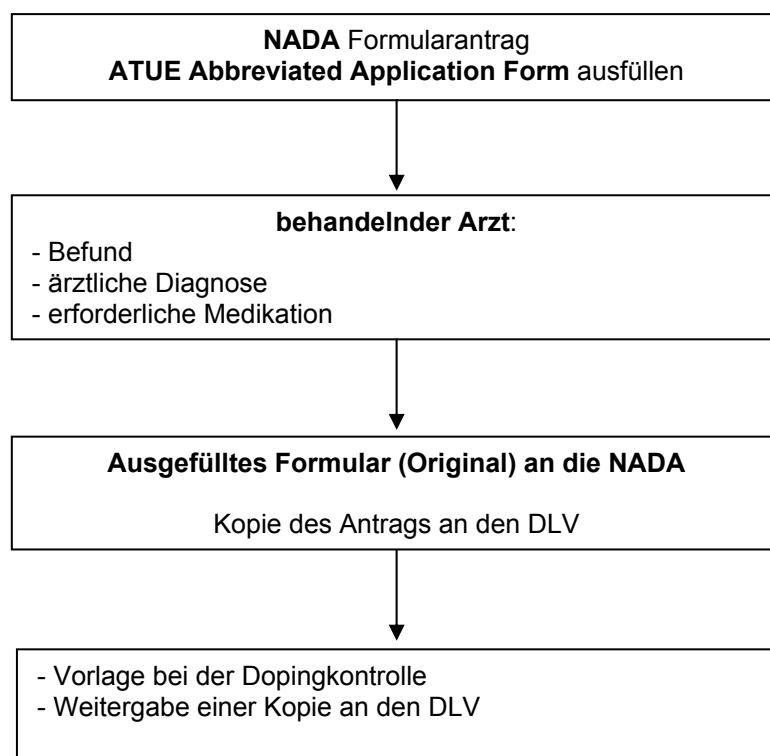 NADA Formularantrag
ATUE Abbreviated Application Form ausfüllen
behandelnder Arzt:
- Befund
- ärztliche Diagnose
- erforderliche Medikation
Ausgefülltes Formular (Original) an die NADA
Kopie des Antrags an den DLV
- Vorlage bei der Dopingkontrolle
- Weitergabe einer Kopie an den DLV